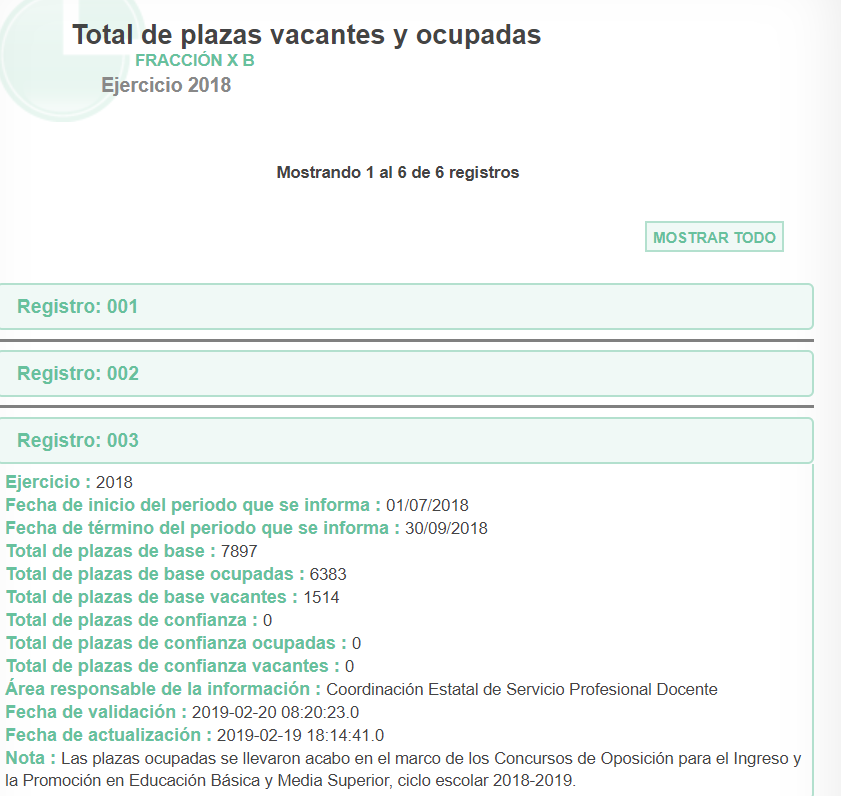 Total de plazas vacantes y ocupadas
FRACCIÓN X B
Ejercicio 2018
Mostrando 1 al 6 de 6 registros
MOSTRAR TODO
Registro: 001
Registro: 002
Registro: 003
Ejercicio : 2018
Fecha de inicio del periodo que se informa : 01/07/2018
Fecha de término del periodo que se informa : 30/09/2018
Total de plazas de base : 7897
Total de plazas de base ocupadas : 6383
Total de plazas de base vacantes : 1514
Total de plazas de confianza : 0
Total de plazas de confianza ocupadas : 0
Total de plazas de confianza vacantes : 0
Área responsable de la información : Coordinación Estatal de Servicio Profesional Docente
Fecha de validación : 2019-02-20 08:20:23.0
Fecha de actualización : 2019-02-19 18:14:41.0
Nota : Las plazas ocupadas se llevaron acabo en el marco de los Concursos de Oposición para el Ingreso y
la Promoción en Educación Básica y Media Superior, ciclo escolar 2018-2019.